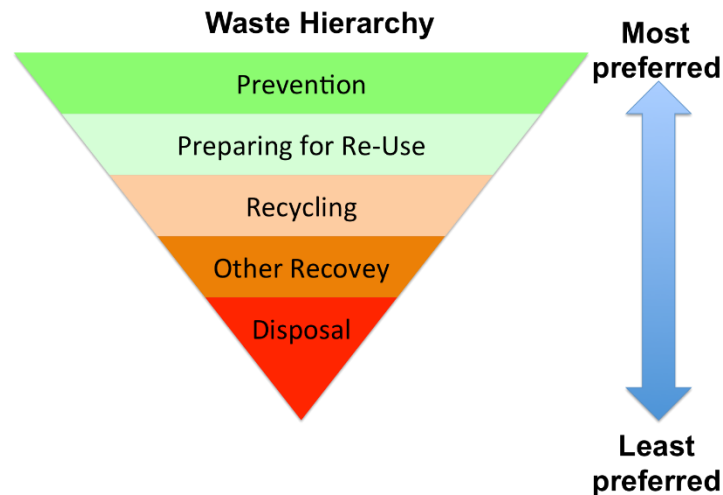 Waste Hierarchy
Most
preferred
Prevention
Preparing for Re-Use
Recycling
Other Recovey
Disposal
Least
preferred